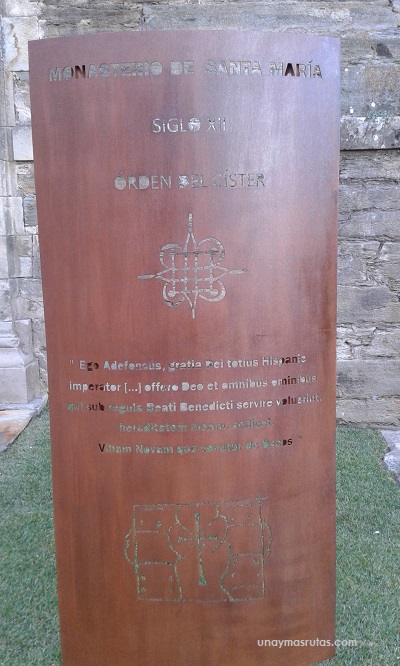 MONASTERIO DE SANTA MARÍA
SIGLO XII
ORDEN DEL CÍSTER
" Ego Adefonsus, gratia Dei totius Hispanie
imperator [...] offero Deo et omnibus ominibus
qui sub regula Beati Benedicti servire voluerint,
hereditatem meam,
Villam Novam que vocatur de Ozcos "
unaymasrutas.com